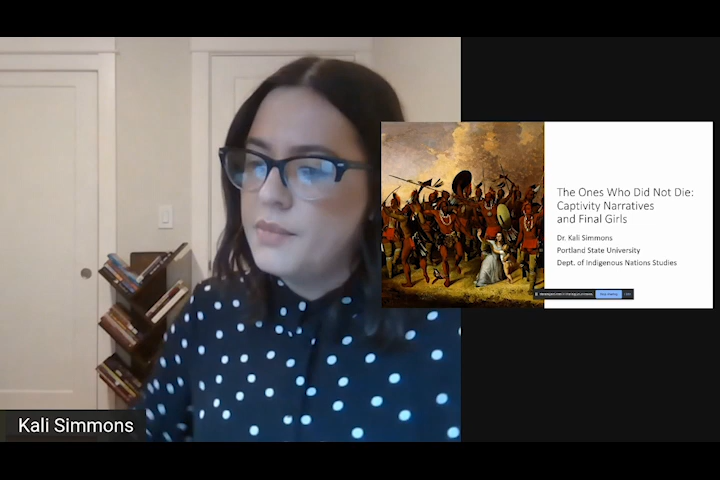 The Ones Who Did Not Die:
Captivity Narratives
and Final Girls
Dr. Kali Simmons
Portland State University
Dept. of Indigenous Nations Studies
Kali Simmons